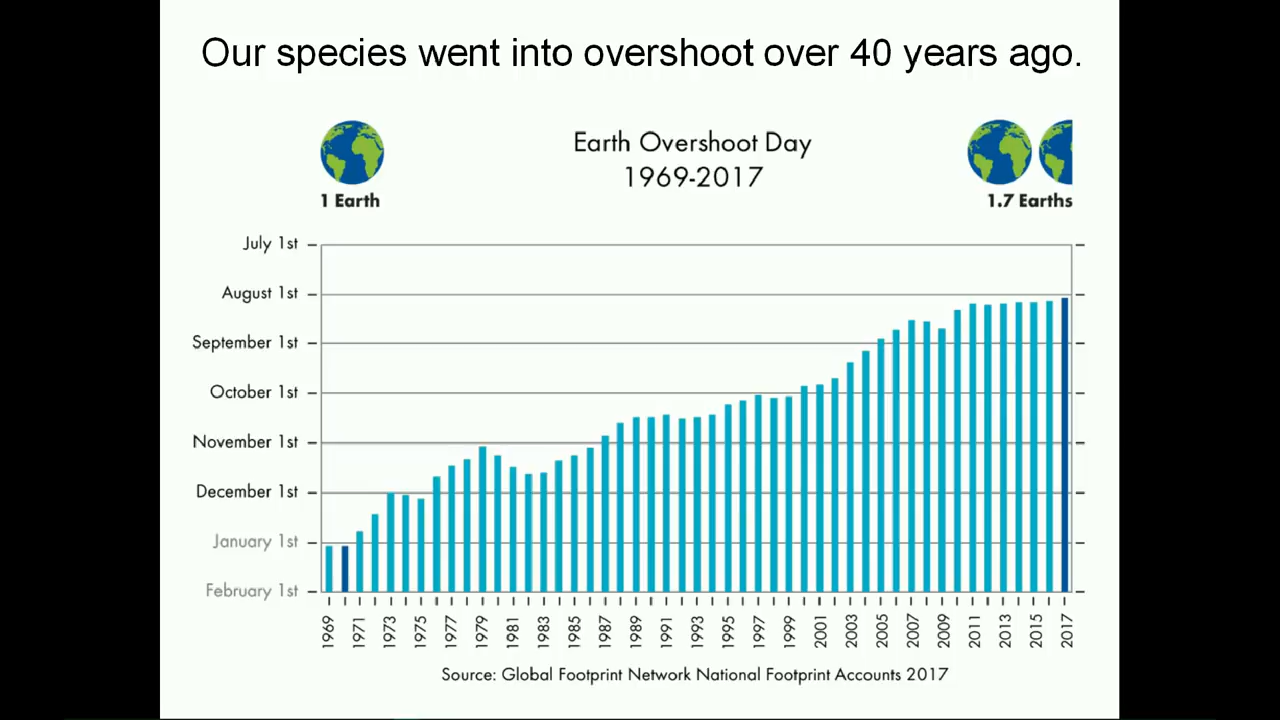 Our species went into overshoot over 40 years ago.
Earth Overshoot Day
1969-2017
1 Earth
1.7 Earths
July 1st
August 1st
September 1st
October 1st
November 1st
December 1st
January 1st
February 1st
1969 1971 1973 1975 1977 1979 1981 1983 1985 1987 1989 1991 1993 1995 1997 1999 2001 2003 2005 2007 2009 2011 2013 2015 2017
Source: Global Footprint Network National Footprint Accounts 2017